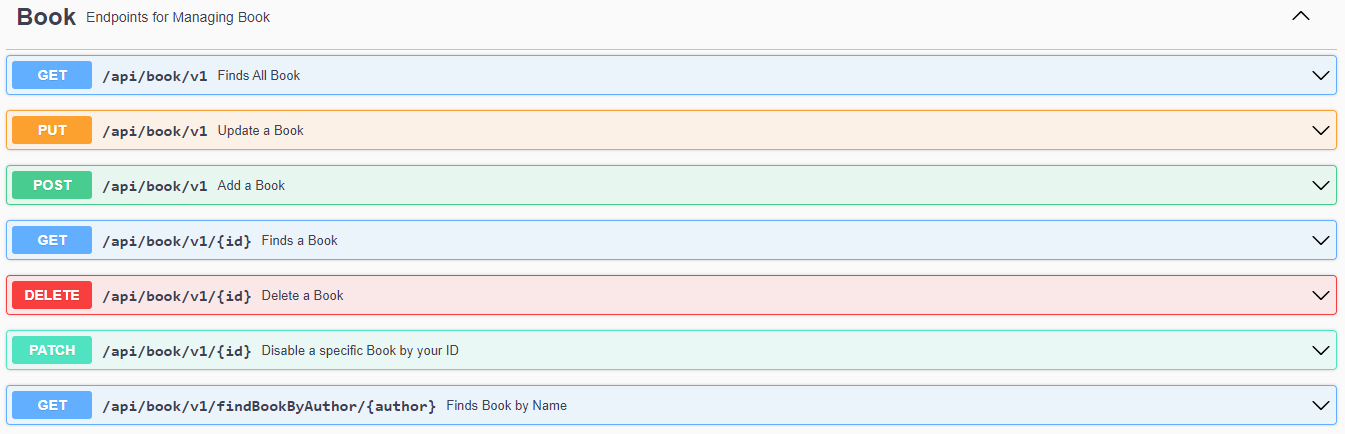 Book Endpoints for Managing Book
GET /api/book/v1 Finds All Book
PUT /api/book/v1 Update a Book
POST /api/book/v1 Add a Book
GET /api/book/v1/{id} Finds a Book
DELETE /api/book/v1/{id} Delete a Book
PATCH /api/book/v1/{id} Disable a specific Book by your ID
GET /api/book/v1/findBookByAuthor/{author} Finds Book by Name